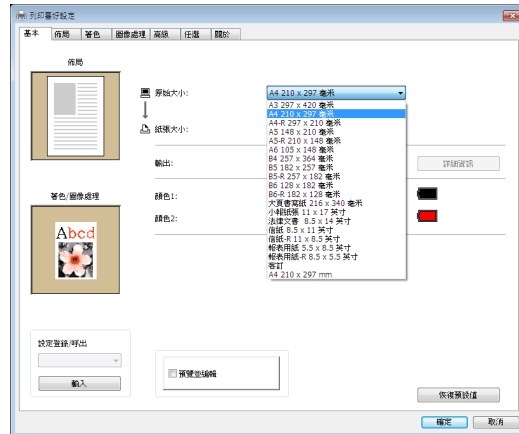 列印喜好設定
基本 佈局 著色 圖像處理 高級 任選 關於
佈局
原始大小: A4 210 x 297 毫米
A3 297 x 420 毫米
A4 210 x 297 毫米
A4-R 297 x 210 毫米
A5 148 x 210 毫米
A5-R 210 x 148 毫米
A6 105 x 148 毫米
B4 257 x 364 毫米
B5 182 x 257 毫米
B5-R 257 x 182 毫米
B6 128 x 182 毫米
B6-R 182 x 128 毫米
大頁書寫紙 216 x 340 毫米
小報紙張 11 x 17 英寸
法律文書 8.5 x 14 英寸
信紙 8.5 x 11 英寸
信紙-R 11 x 8.5 英寸
報表用紙 5.5 x 8.5 英寸
報表用紙-R 8.5 x 5.5 英寸
客訂
A4 210 x 297 mm
紙張大小:
輸出: 詳細資訊
著色/圖像處理
顏色1:
顏色2:
Abcd
設定登錄/呼出
輸入
預覽並編輯
恢復預設值
確定 取消